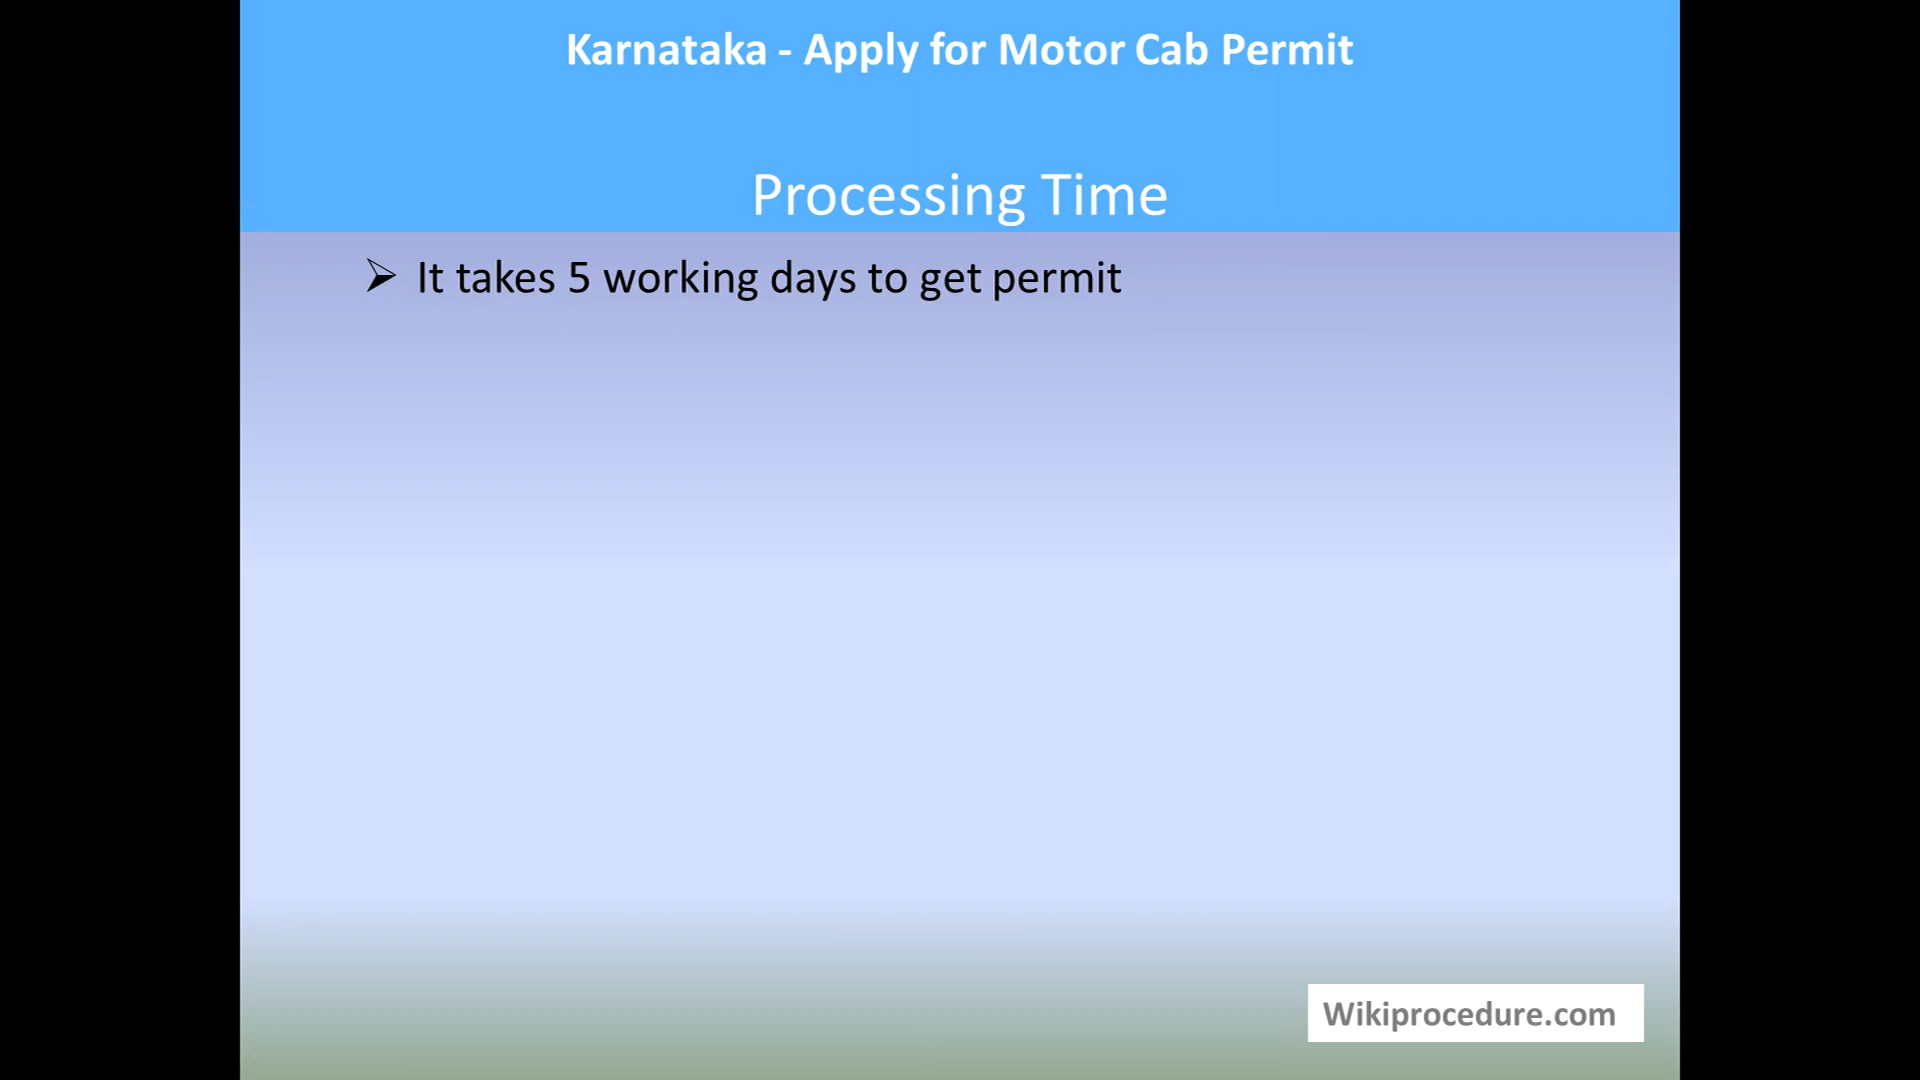 Karnataka - Apply for Motor Cab Permit
Processing Time
➢ It takes 5 working days to get permit
Wikiprocedure.com